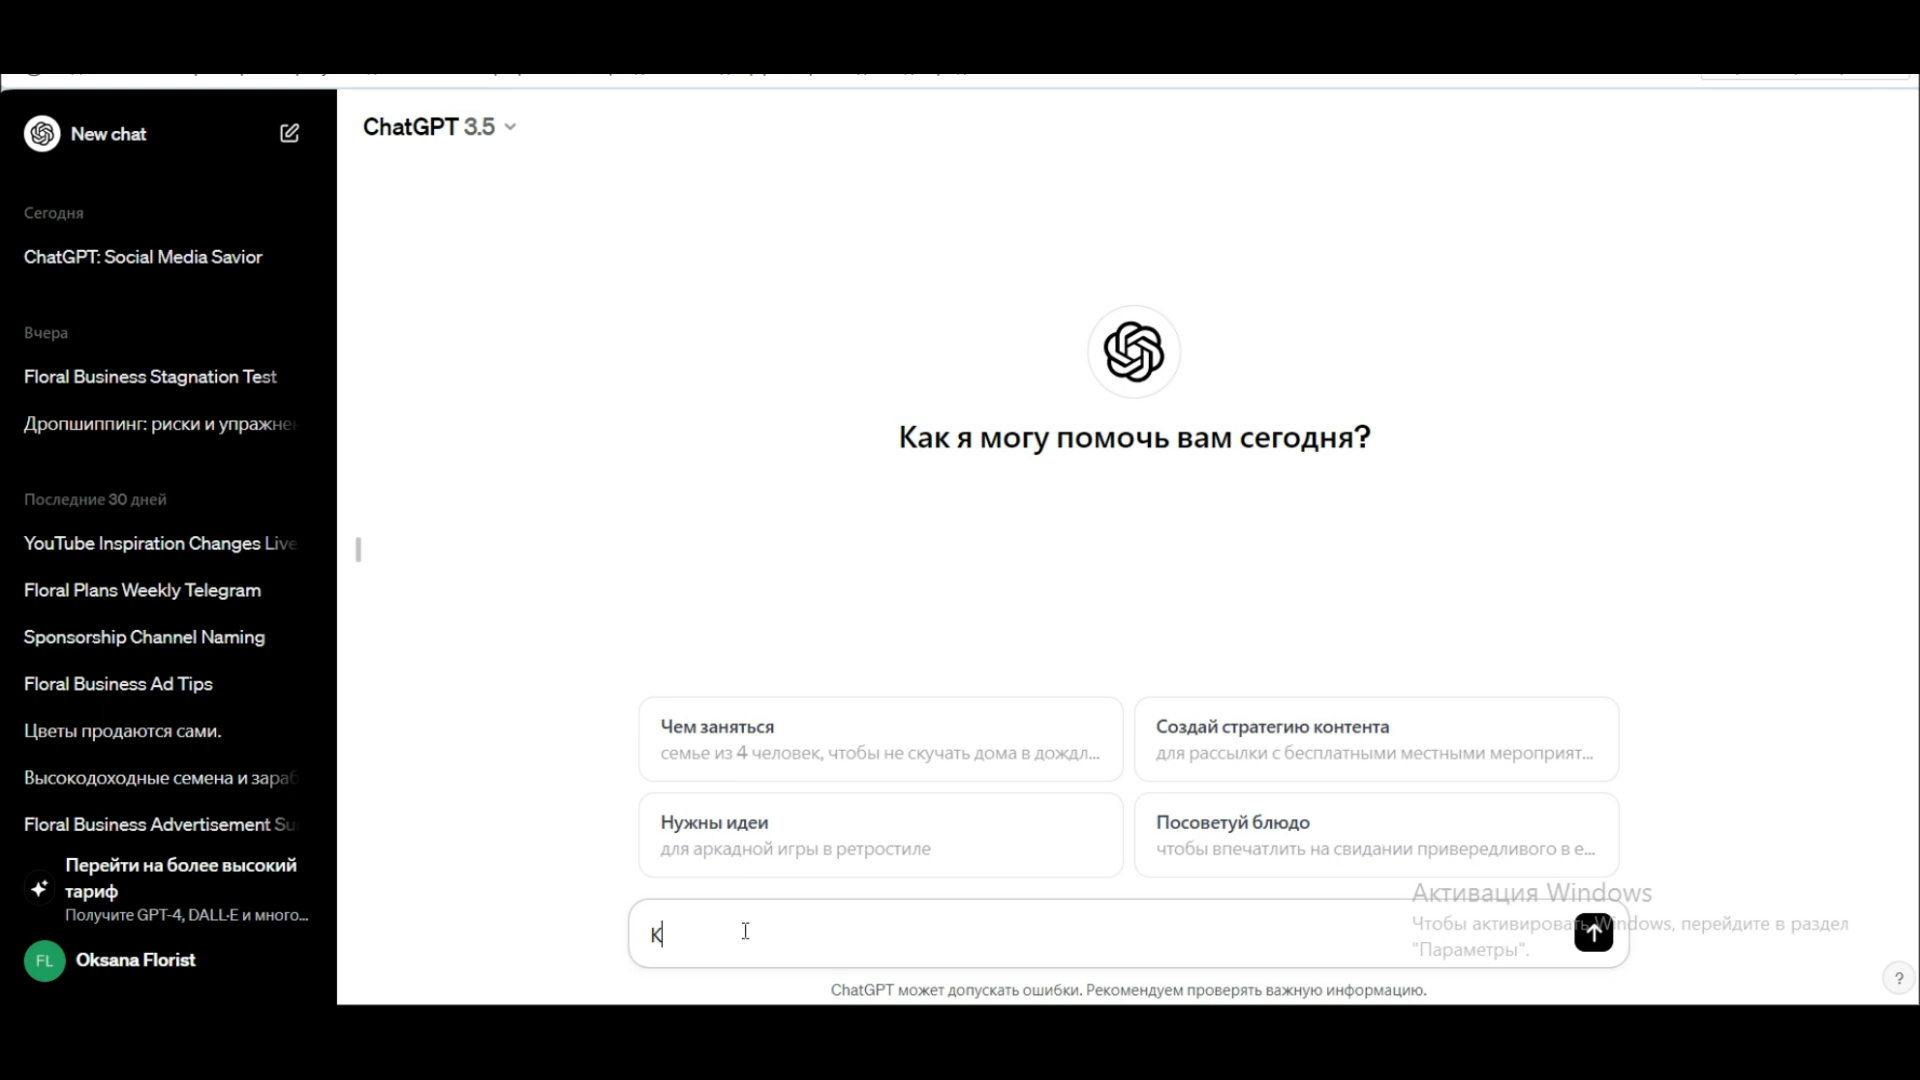 New chat
ChatGPT 3.5
Сегодня
ChatGPT: Social Media Savior
Вчера
Floral Business Stagnation Test
Дропшиппинг: риски и упражне
Последние 30 дней
YouTube Inspiration Changes Live
Floral Plans Weekly Telegram
Sponsorship Channel Naming
Floral Business Ad Tips
Цветы продаются сами.
Высокодоходные семена и зараб
Floral Business Advertisement Su
Перейти на более высокий
тариф
Получите GPT-4, DALL·E и много...
FL Oksana Florist
Как я могу помочь вам сегодня?
Чем заняться
семье из 4 человек, чтобы не скучать дома в дождл...
Создай стратегию контента
для рассылки с бесплатными местными мероприят...
Нужны идеи
для аркадной игры в ретростиле
Посоветуй блюдо
чтобы впечатлить на свидании привередливого в е...
К
Активация Windows
Чтобы активировать Windows, перейдите в раздел
"Параметры".
ChatGPT может допускать ошибки. Рекомендуем проверять важную информацию.
?